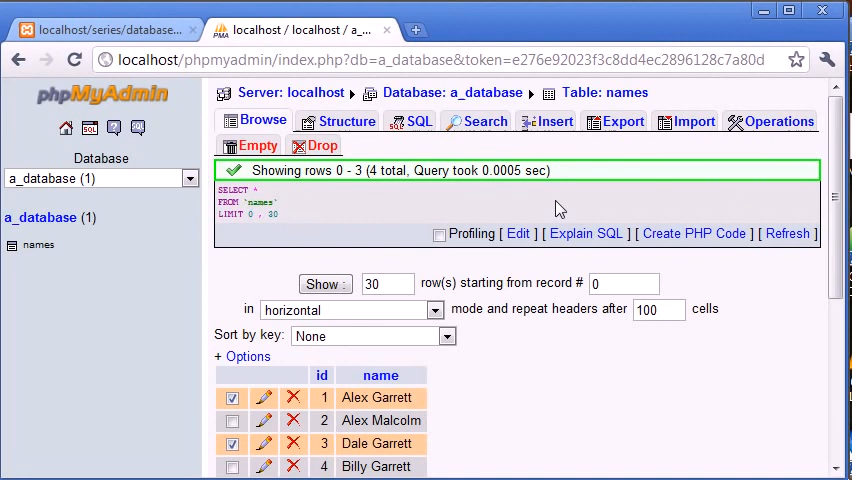 localhost/series/database...
localhost / localhost / a_...
localhost/phpmyadmin/index.php?db=a_database&token=e276e92023f3c8dd4ec2896128c7a80d
phpMyAdmin
Server: localhost Database: a_database Table: names
Browse Structure SQL Search Insert Export Import Operations
Empty Drop
SQL
Database
a_database (1)
a_database (1)
names
Showing rows 0 - 3 (4 total, Query took 0.0005 sec)
SELECT *
FROM `names`
LIMIT 0 , 30
Profiling [ Edit ] [ Explain SQL ] [ Create PHP Code ] [ Refresh ]
Show : 30 row(s) starting from record # 0
in horizontal mode and repeat headers after 100 cells
Sort by key: None
+ Options
id name
1 Alex Garrett
2 Alex Malcolm
3 Dale Garrett
4 Billy Garrett